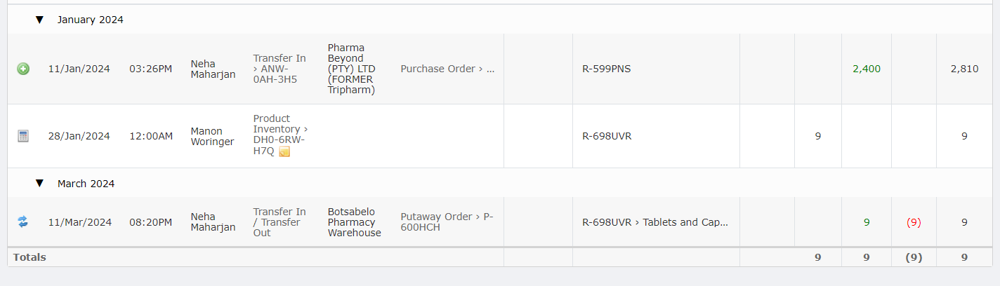 ▼ January 2024
11/Jan/2024 03:26PM Neha Maharjan Transfer In › ANW-0AH-3H5 Pharma Beyond (PTY) LTD (FORMER Tripharm) Purchase Order › ... R-599PNS 2,400 2,810
28/Jan/2024 12:00AM Manon Woringer Product Inventory › DH0-6RW-H7Q R-698UVR 9 9
▼ March 2024
11/Mar/2024 08:20PM Neha Maharjan Transfer In / Transfer Out Botsabelo Pharmacy Warehouse Putaway Order › P-600HCH R-698UVR › Tablets and Cap... 9 (9) 9
Totals 9 9 (9) 9